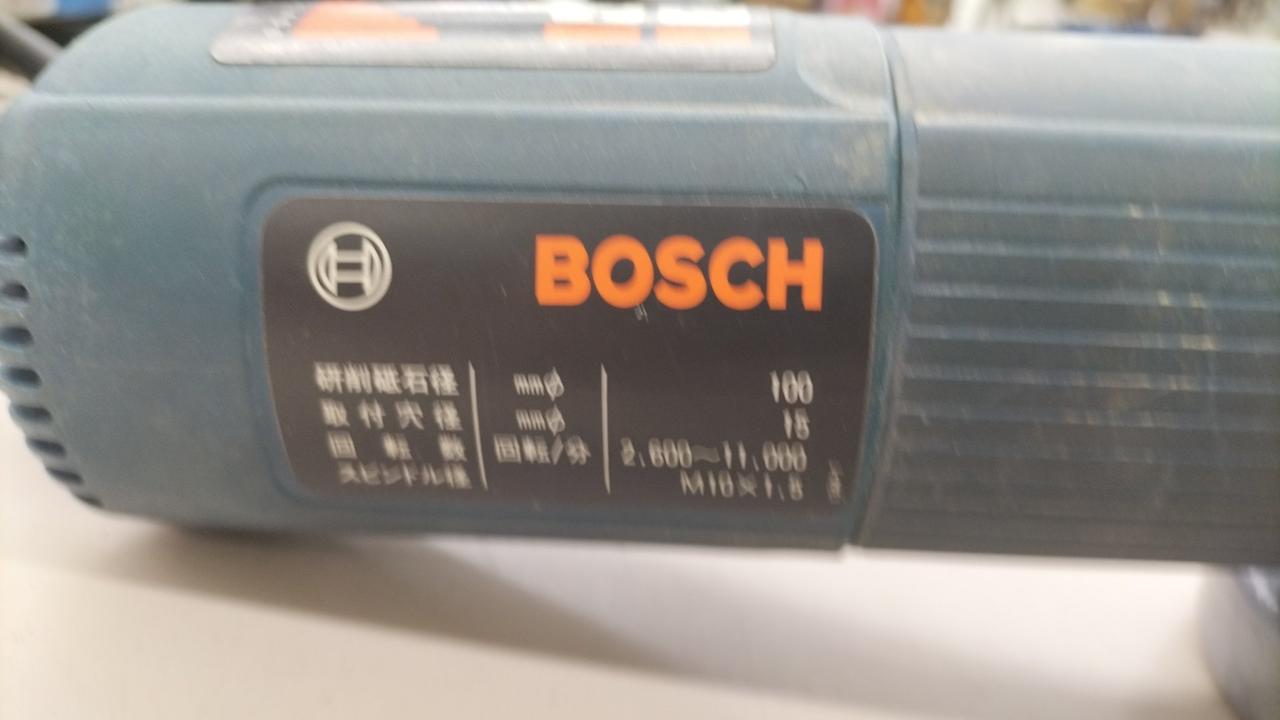 BOSCH
研削砥石径 mmφ 100
取付穴径 mmφ 15
回転数 回転/分 2,600～11,000
スピンドル径 M10×1.5